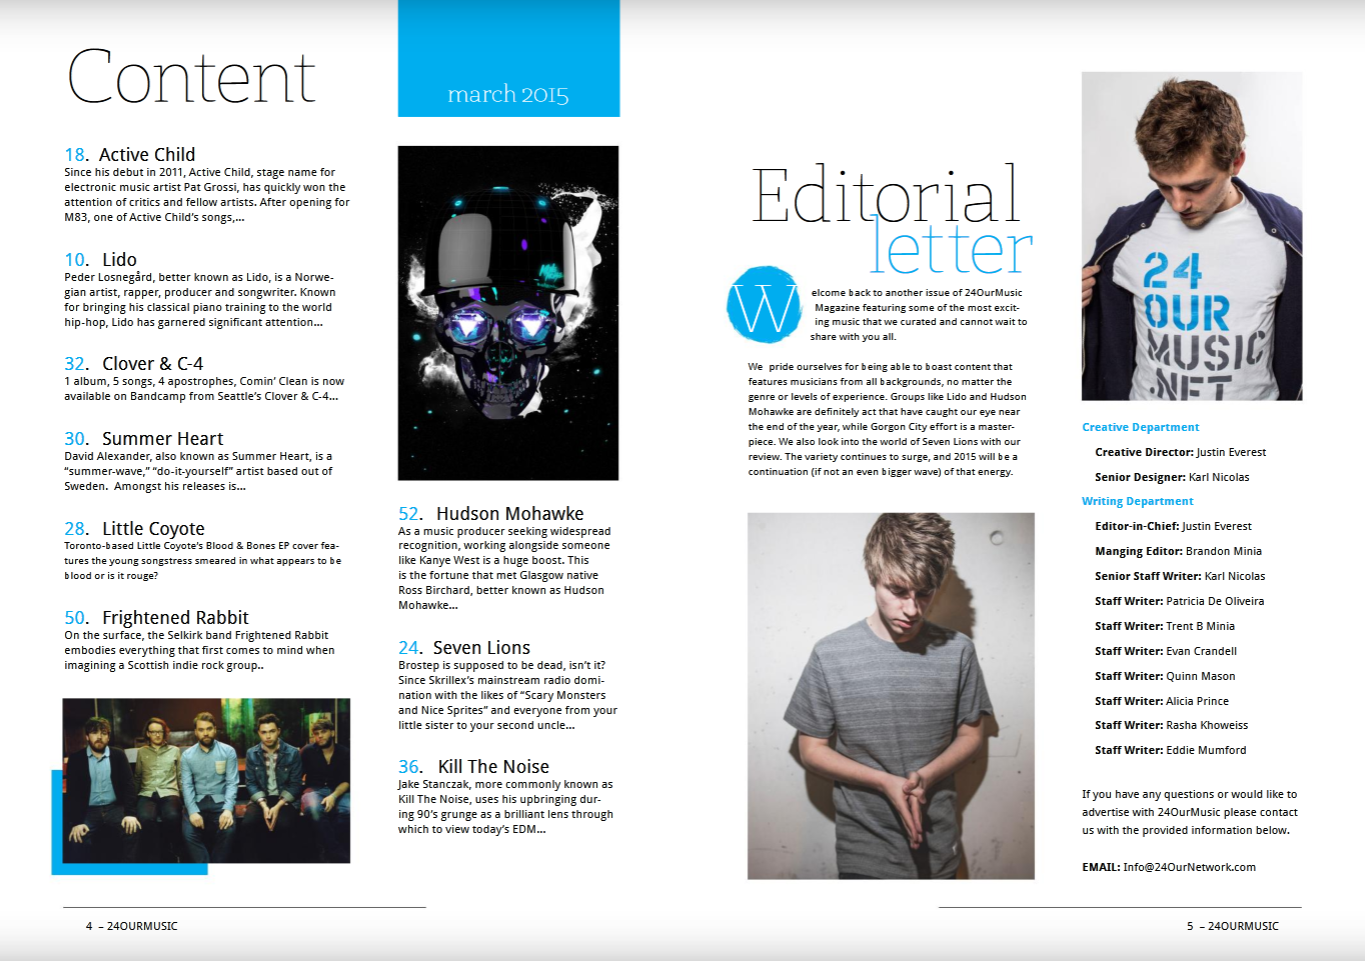 Content
march 2015
18. Active Child
Since his debut in 2011, Active Child, stage name for
electronic music artist Pat Grossi, has quickly won the
attention of critics and fellow artists. After opening for
M83, one of Active Child's songs,...
10. Lido
Peder Losnegård, better known as Lido, is a Norwe-
gian artist, rapper, producer and songwriter. Known
for bringing his classical piano training to the world
hip-hop, Lido has garnered significant attention...
32. Clover & C-4
1 album, 5 songs, 4 apostrophes, Comin' Clean is now
available on Bandcamp from Seattle's Clover & C-4...
30. Summer Heart
David Alexander, also known as Summer Heart, is a
“summer-wave,” “do-it-yourself” artist based out of
Sweden. Amongst his releases is...
28. Little Coyote
Toronto-based Little Coyote's Blood & Bones EP cover fea-
tures the young songstress smeared in what appears to be
blood or is it rouge?
50. Frightened Rabbit
On the surface, the Selkirk band Frightened Rabbit
embodies everything that first comes to mind when
imagining a Scottish indie rock group..
52. Hudson Mohawke
As a music producer seeking widespread
recognition, working alongside someone
like Kanye West is a huge boost. This
is the fortune that met Glasgow native
Ross Birchard, better known as Hudson
Mohawke...
24. Seven Lions
Brostep is supposed to be dead, isn't it?
Since Skrillex's mainstream radio domi-
nation with the likes of “Scary Monsters
and Nice Sprites” and everyone from your
little sister to your second uncle...
36. Kill The Noise
Jake Stanczak, more commonly known as
Kill The Noise, uses his upbringing dur-
ing 90's grunge as a brilliant lens through
which to view today's EDM...
4 – 24OURMUSIC
Editorial
letter
Welcome back to another issue of 24OurMusic
Magazine featuring some of the most excit-
ing music that we curated and cannot wait to
share with you all.
We pride ourselves for being able to boast content that
features musicians from all backgrounds, no matter the
genre or levels of experience. Groups like Lido and Hudson
Mohawke are definitely act that have caught our eye near
the end of the year, while Gorgon City effort is a master-
piece. We also look into the world of Seven Lions with our
review. The variety continues to surge, and 2015 will be a
continuation (if not an even bigger wave) of that energy.
24
OUR
MUSIC
.NET
Creative Department
Creative Director: Justin Everest
Senior Designer: Karl Nicolas
Writing Department
Editor-in-Chief: Justin Everest
Manging Editor: Brandon Minia
Senior Staff Writer: Karl Nicolas
Staff Writer: Patricia De Oliveira
Staff Writer: Trent B Minia
Staff Writer: Evan Crandell
Staff Writer: Quinn Mason
Staff Writer: Alicia Prince
Staff Writer: Rasha Khoweiss
Staff Writer: Eddie Mumford
If you have any questions or would like to
advertise with 24OurMusic please contact
us with the provided information below.
EMAIL: Info@24OurNetwork.com
5 – 24OURMUSIC